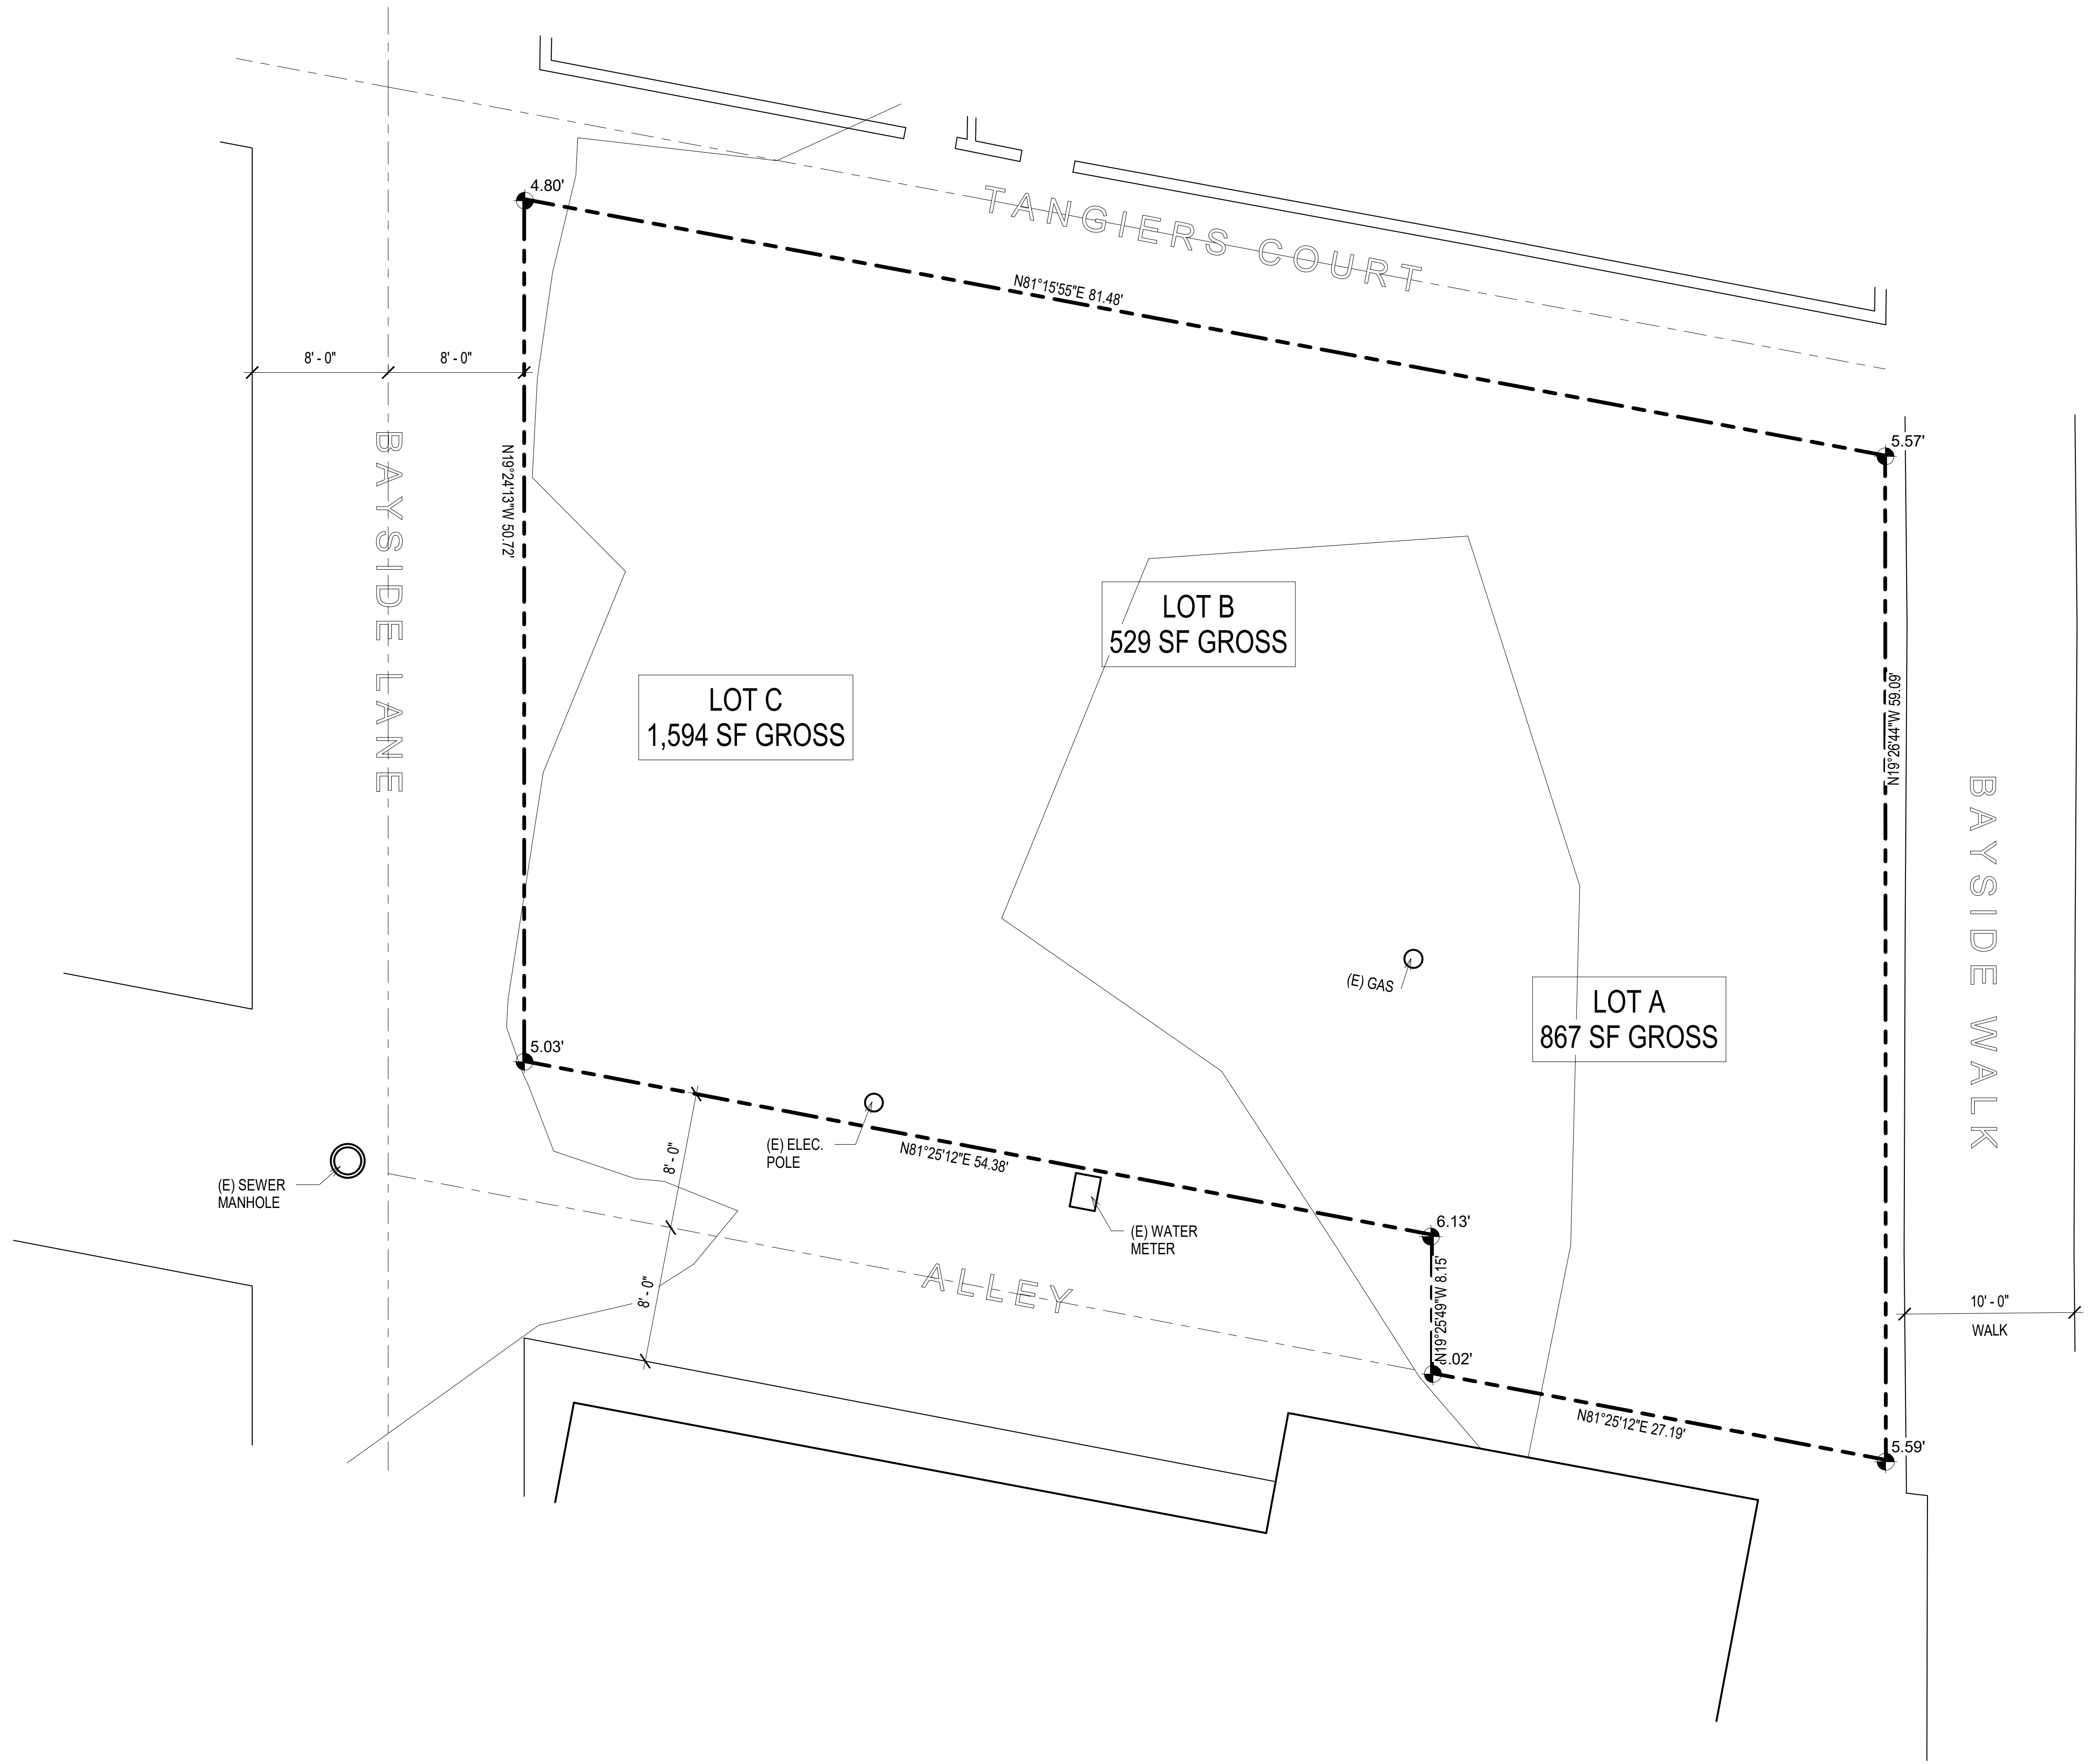 4.80'
TANGIERS COURT
N81°15'55"E 81.48'
8' - 0"
8' - 0"
5.57'
BAYSIDE LANE
N19°24'13"W 50.72'
LOT B
529 SF GROSS
LOT C
1,594 SF GROSS
N19°26'44"W 59.09'
BAYSIDE WALK
(E) GAS
LOT A
867 SF GROSS
5.03'
(E) ELEC.
POLE
N81°25'12"E 54.38'
8' - 0"
(E) SEWER
MANHOLE
(E) WATER
METER
6.13'
8' - 0"
ALLEY
N19°25'49"W 8.15'
.02'
10' - 0"
WALK
N81°25'12"E 27.19'
5.59'